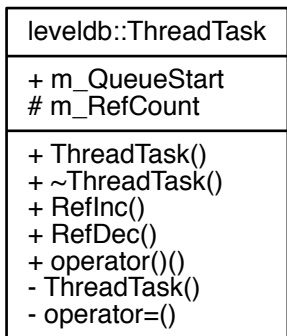 leveldb::ThreadTask
+ m_QueueStart
# m_RefCount
+ ThreadTask()
+ ~ThreadTask()
+ RefInc()
+ RefDec()
+ operator()()
- ThreadTask()
- operator=()